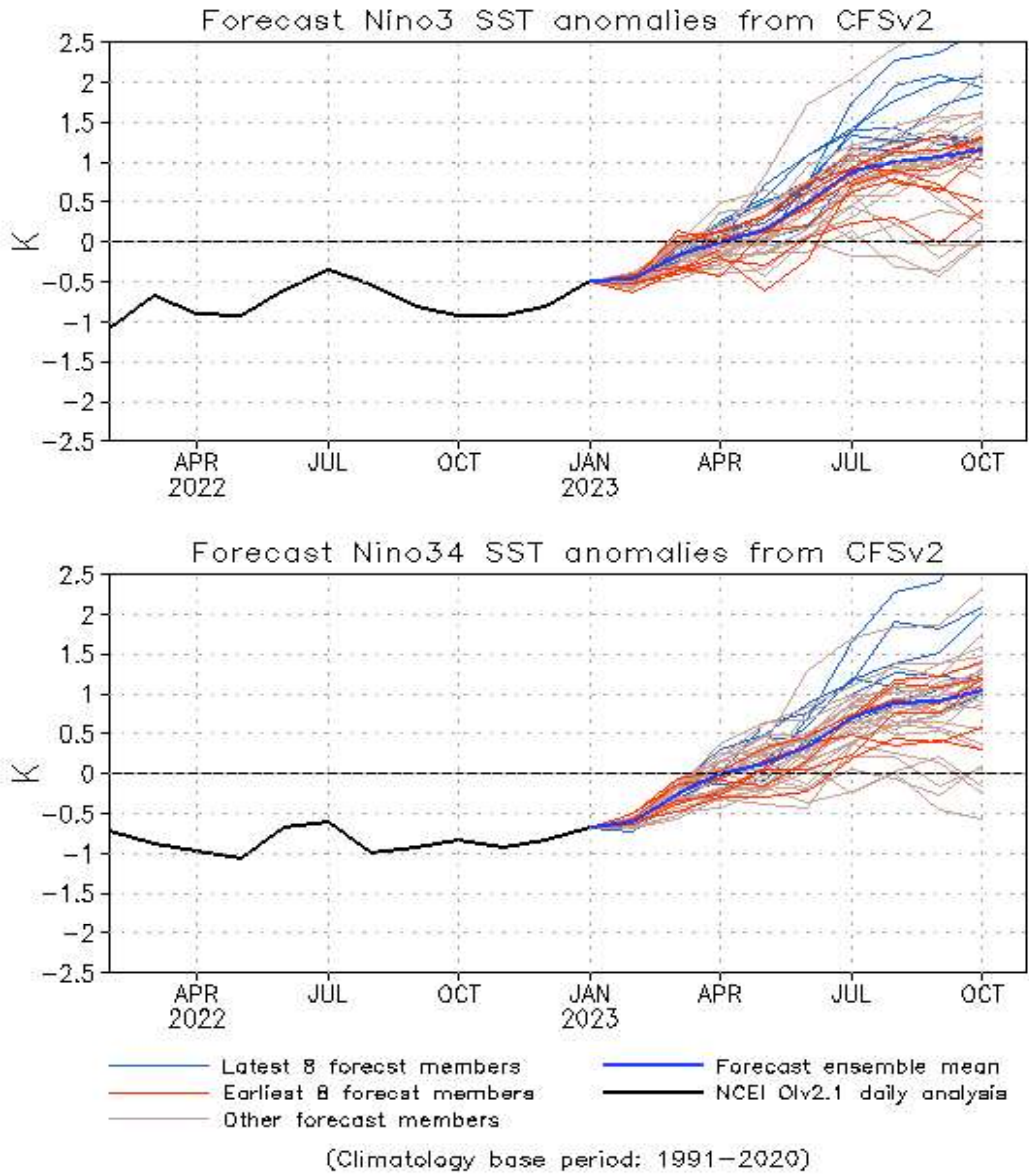 Forecast Nino3 SST anomalies from CFSv2
2.5
2
1.5
1
0.5
0
−0.5
−1
−1.5
−2
−2.5
K
APR JUL OCT JAN APR JUL OCT
2022 2023
Forecast Nino34 SST anomalies from CFSv2
2.5
2
1.5
1
0.5
0
−0.5
−1
−1.5
−2
−2.5
K
APR JUL OCT JAN APR JUL OCT
2022 2023
Latest 8 forecst members Forecast ensemble mean
Earliest 8 forecst members NCEI OIv2.1 daily analysis
Other forecast members
(Climatology base period: 1991−2020)